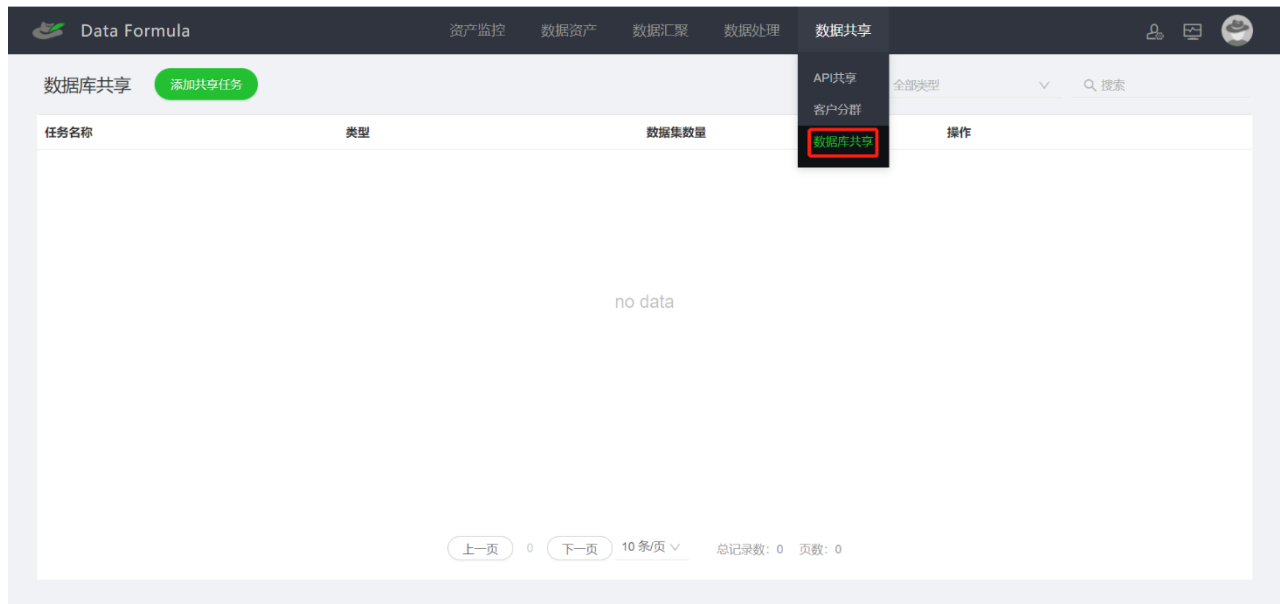 Data Formula 资产监控 数据资产 数据汇聚 数据处理 数据共享
数据库共享 添加共享任务 API共享 全部类型 搜索
客户分群
任务名称 类型 数据集数量 操作
数据库共享
no data
上一页 0 下一页 10 条/页 总记录数: 0 页数: 0